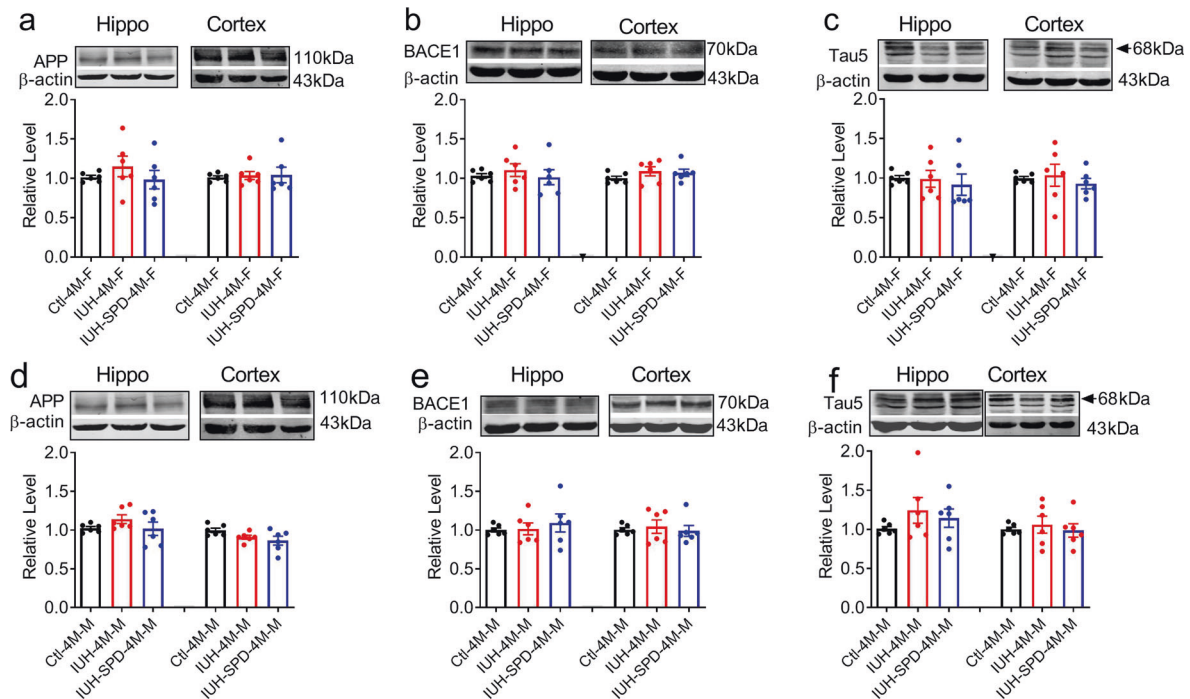 a
Hippo
Cortex
APP
110kDa
β-actin
43kDa
Relative Level
2.0
1.5
1.0
0.5
0.0
Ctl-4M-F
IUH-4M-F
IUH-SPD-4M-F
Ctl-4M-F
IUH-4M-F
IUH-SPD-4M-F
b
Hippo
Cortex
BACE1
70kDa
β-actin
43kDa
Relative Level
2.0
1.5
1.0
0.5
0.0
Ctl-4M-F
IUH-4M-F
IUH-SPD-4M-F
Ctl-4M-F
IUH-4M-F
IUH-SPD-4M-F
c
Hippo
Cortex
Tau5
68kDa
β-actin
43kDa
Relative Level
2.0
1.5
1.0
0.5
0.0
Ctl-4M-F
IUH-4M-F
IUH-SPD-4M-F
Ctl-4M-F
IUH-4M-F
IUH-SPD-4M-F
d
Hippo
Cortex
APP
110kDa
β-actin
43kDa
Relative Level
2.0
1.5
1.0
0.5
0.0
Ctl-4M-M
IUH-4M-M
IUH-SPD-4M-M
Ctl-4M-M
IUH-4M-M
IUH-SPD-4M-M
e
Hippo
Cortex
BACE1
70kDa
β-actin
43kDa
Relative Level
2.0
1.5
1.0
0.5
0.0
Ctl-4M-M
IUH-4M-M
IUH-SPD-4M-M
Ctl-4M-M
IUH-4M-M
IUH-SPD-4M-M
f
Hippo
Cortex
Tau5
68kDa
β-actin
43kDa
Relative Level
2.0
1.5
1.0
0.5
0.0
Ctl-4M-M
IUH-4M-M
IUH-SPD-4M-M
Ctl-4M-M
IUH-4M-M
IUH-SPD-4M-M